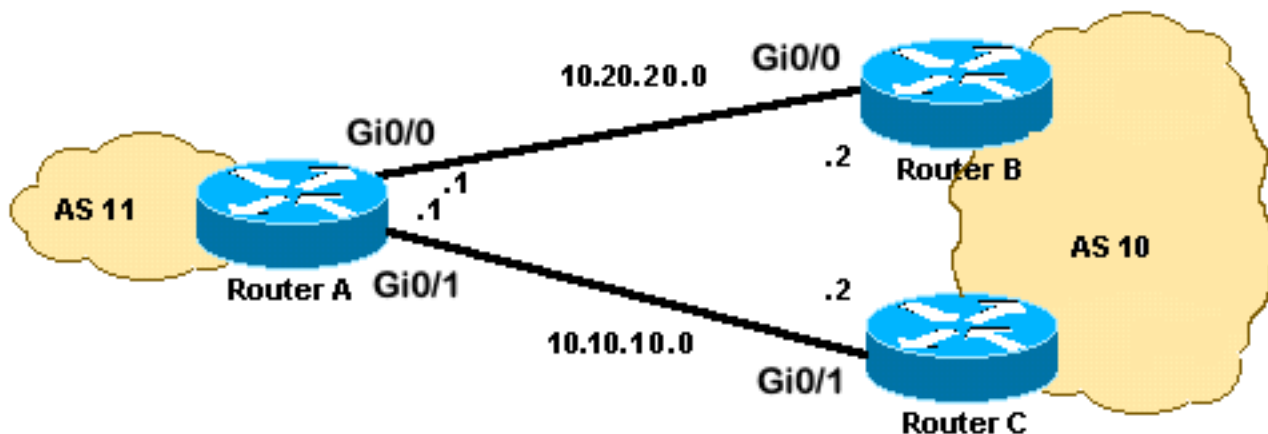 Gi0/0
10.20.20.0
Gi0/0
.1
.2
Router B
AS 11
.1
Router A
Gi0/1
AS 10
.2
10.10.10.0
Gi0/1
Router C